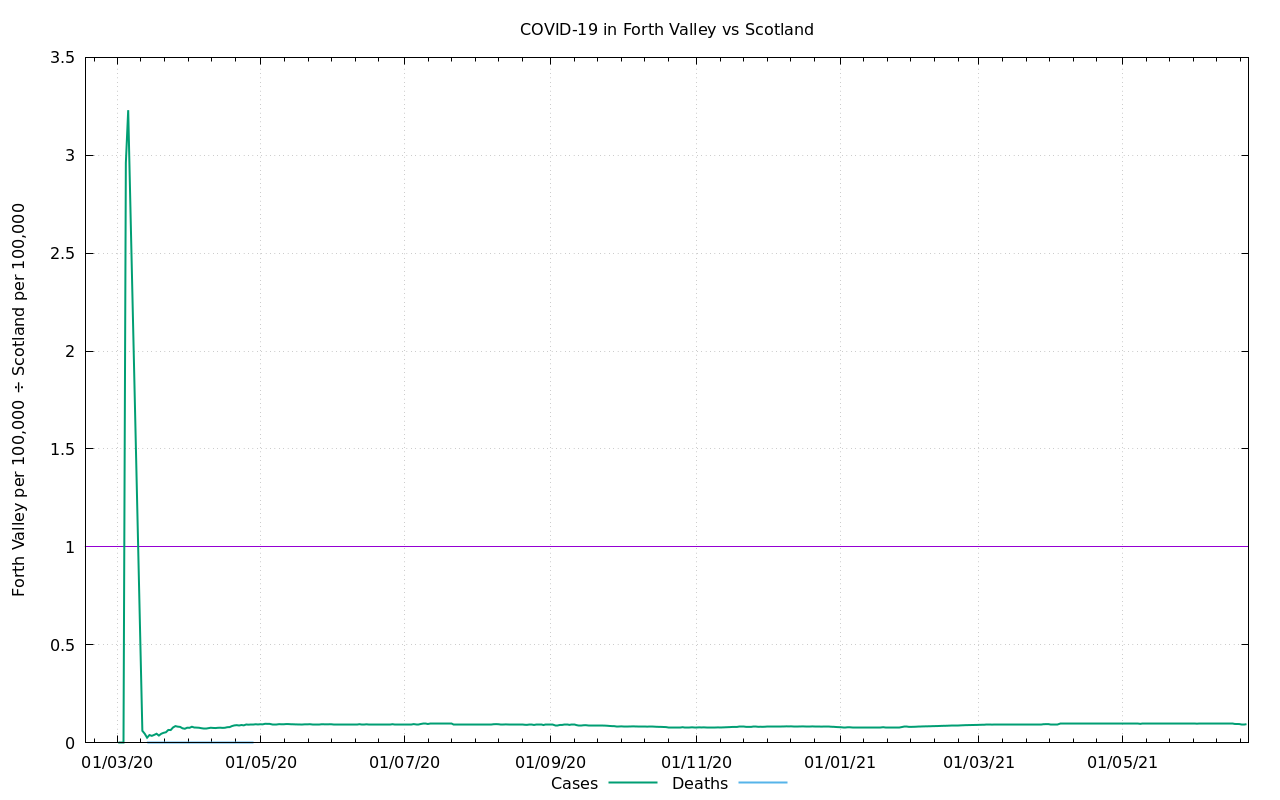 COVID-19 in Forth Valley vs Scotland
Forth Valley per 100,000 ÷ Scotland per 100,000
3.5
3
2.5
2
1.5
1
0.5
0
01/03/20 01/05/20 01/07/20 01/09/20 01/11/20 01/01/21 01/03/21 01/05/21
Cases Deaths